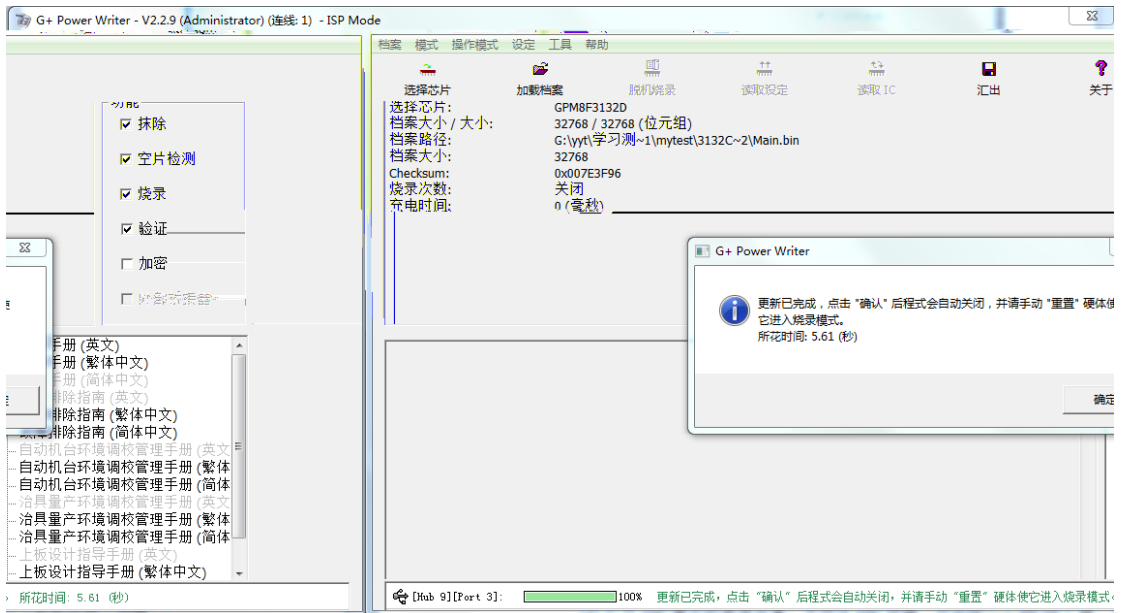 G+ Power Writer - V2.2.9 (Administrator) (连线: 1) - ISP Mode
档案 模式 操作模式 设定 工具 帮助
选择芯片 加载档案 脱机烧录 读取设定 读取 IC 汇出 关于
功能
抹除
空片检测
烧录
验证
加密
选择芯片: GPM8F3132D
档案大小 / 大小: 32768 / 32768 (位元组)
档案路径: G:\yyt\学习测~1\mytest\3132C~2\Main.bin
档案大小: 32768
Checksum: 0x007E3F96
烧录次数: 关闭
充电时间: 0 (毫秒)
G+ Power Writer
更新已完成，点击 "确认" 后程式会自动关闭，并请手动 "重置" 硬体使
它进入烧录模式。
所花时间: 5.61 (秒)
确定
手册 (英文)
手册 (繁体中文)
手册 (简体中文)
排除指南 (英文)
排除指南 (繁体中文)
故障排除指南 (简体中文)
自动机台环境调校管理手册 (英文
自动机台环境调校管理手册 (繁体
自动机台环境调校管理手册 (简体
治具量产环境调校管理手册 (英文
治具量产环境调校管理手册 (繁体
治具量产环境调校管理手册 (简体
上板设计指导手册 (英文)
上板设计指导手册 (繁体中文)
所花时间: 5.61 (秒)
[Hub 9][Port 3]: 100% 更新已完成，点击 "确认" 后程式会自动关闭，并请手动 "重置" 硬体使它进入烧录模式